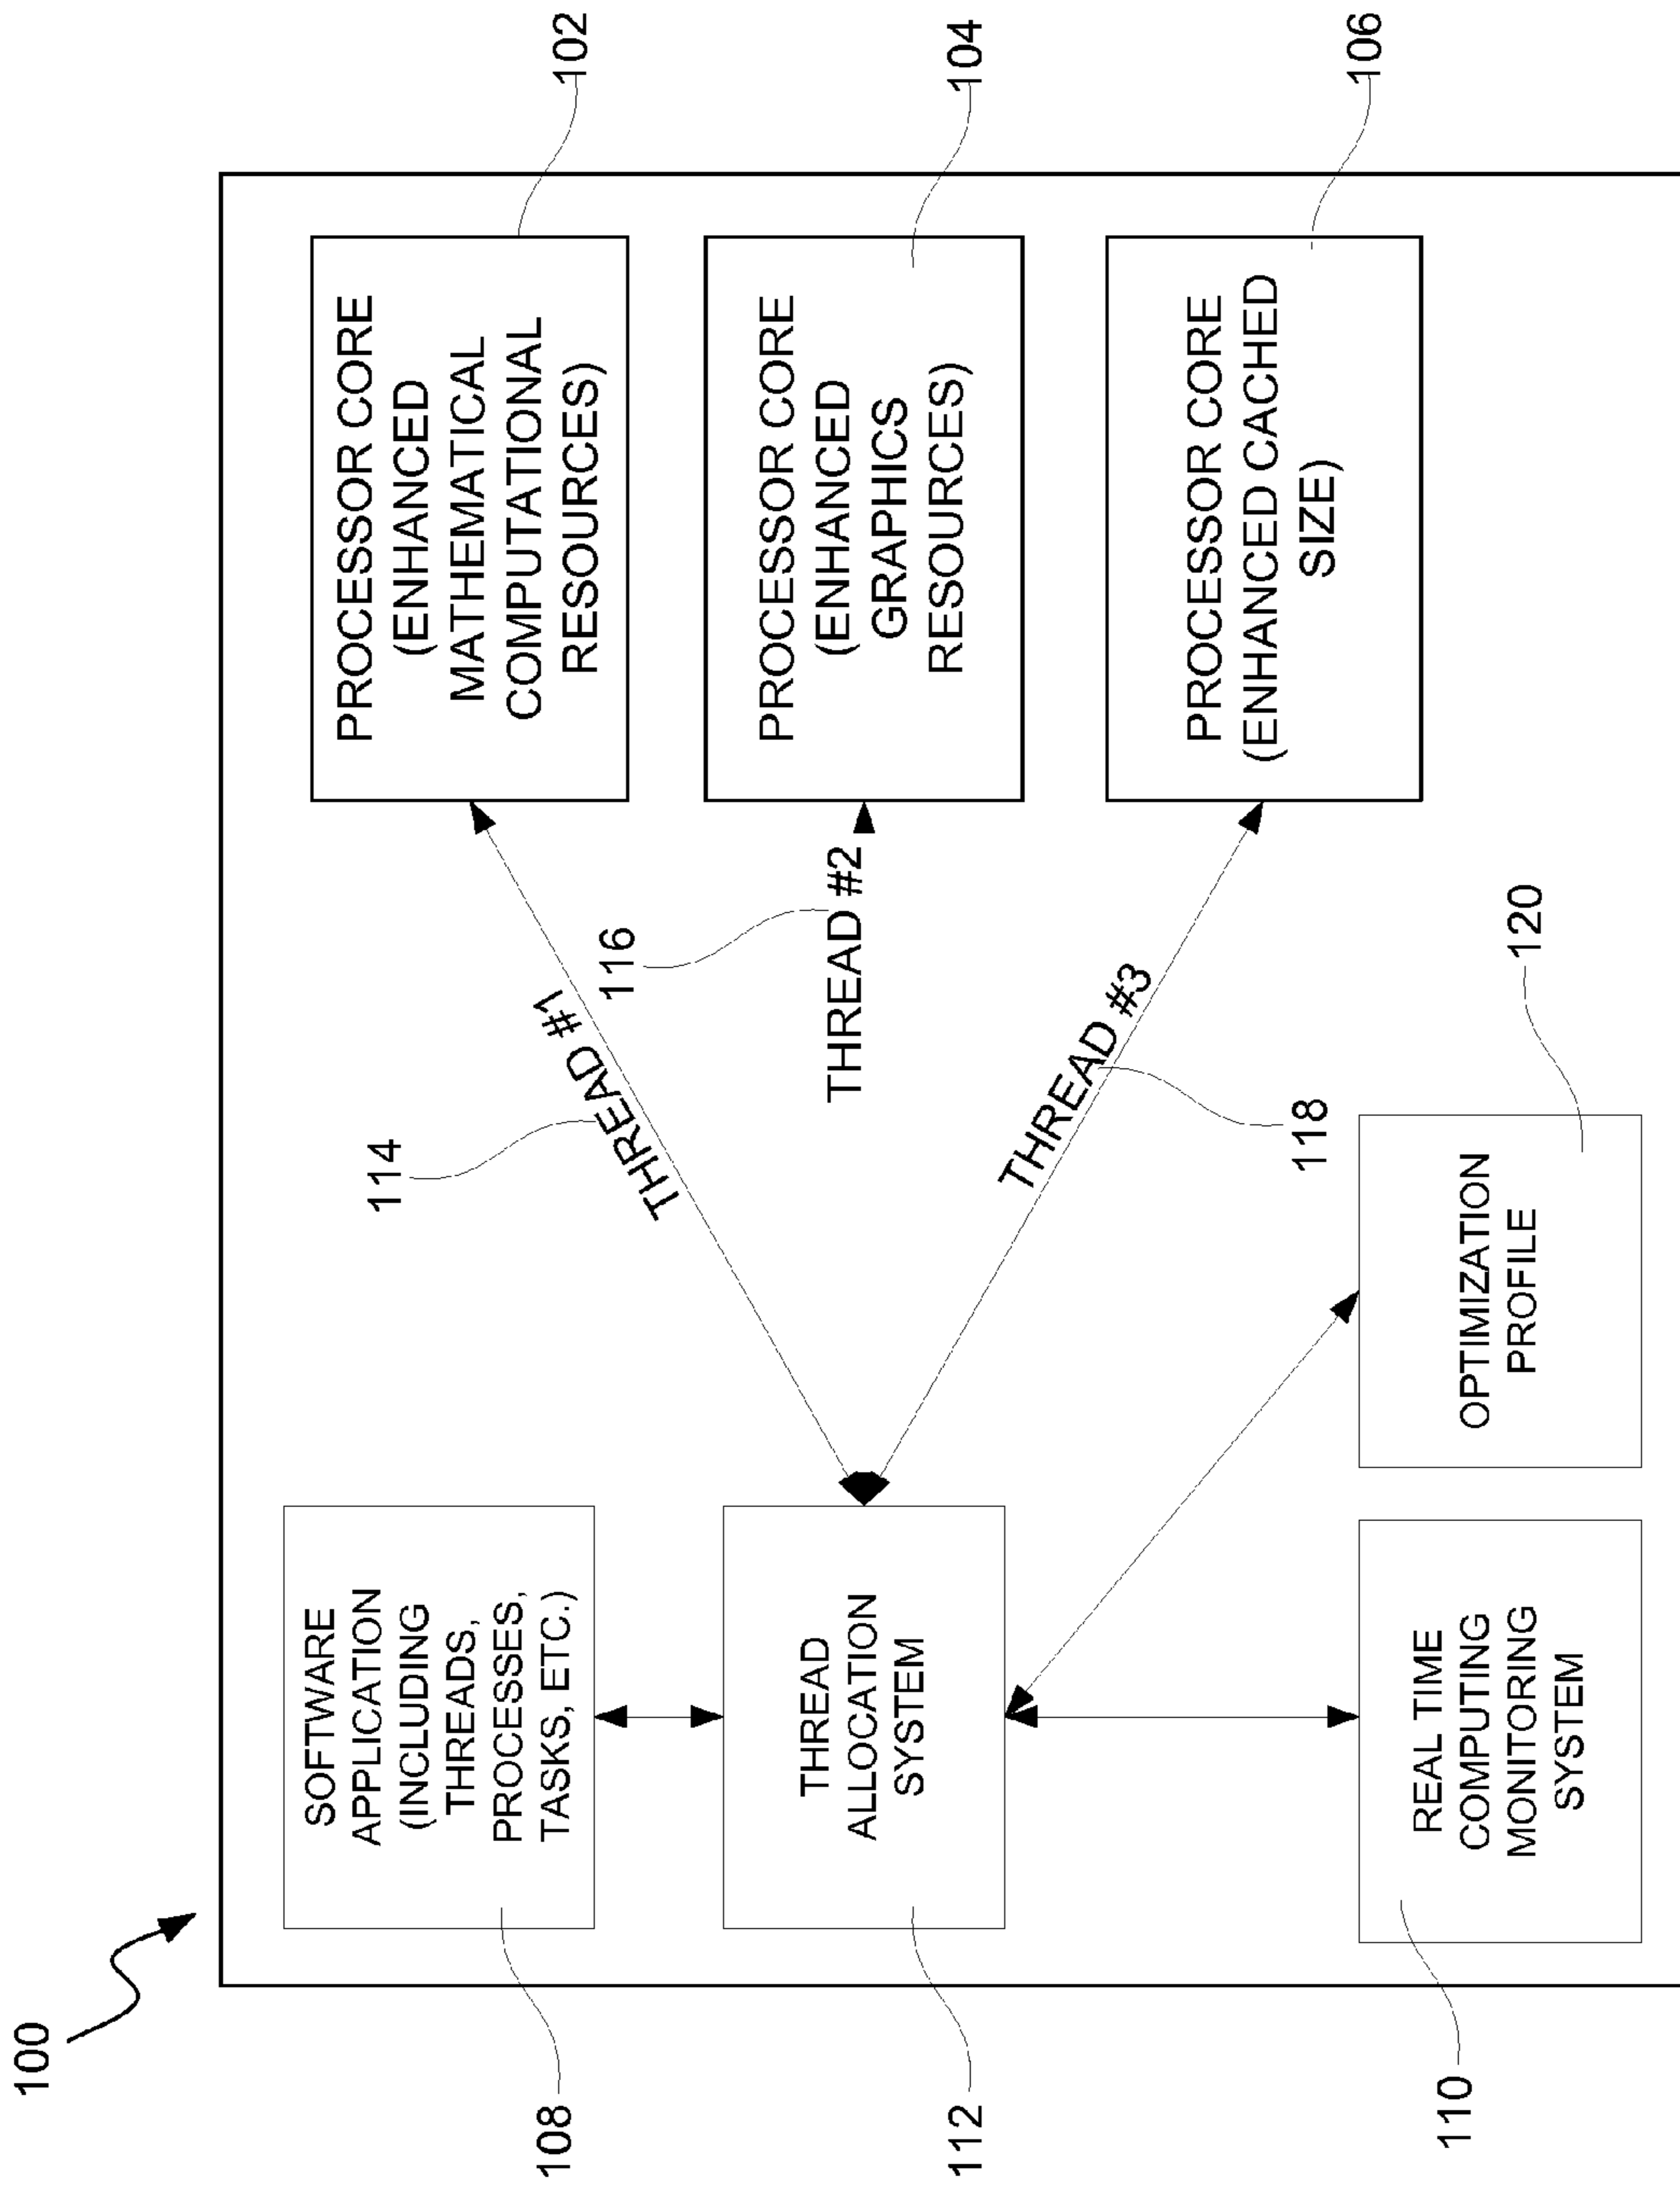 100
SOFTWARE
APPLICATION
(INCLUDING
THREADS,
PROCESSES,
TASKS, ETC.)
108
THREAD
ALLOCATION
SYSTEM
112
REAL TIME
COMPUTING
MONITORING
SYSTEM
110
OPTIMIZATION
PROFILE
120
114
THREAD #1
116
THREAD #2
THREAD #3
118
PROCESSOR CORE
(ENHANCED
MATHEMATICAL
COMPUTATIONAL
RESOURCES)
102
PROCESSOR CORE
(ENHANCED
GRAPHICS
RESOURCES)
104
PROCESSOR CORE
(ENHANCED CACHED
SIZE)
106